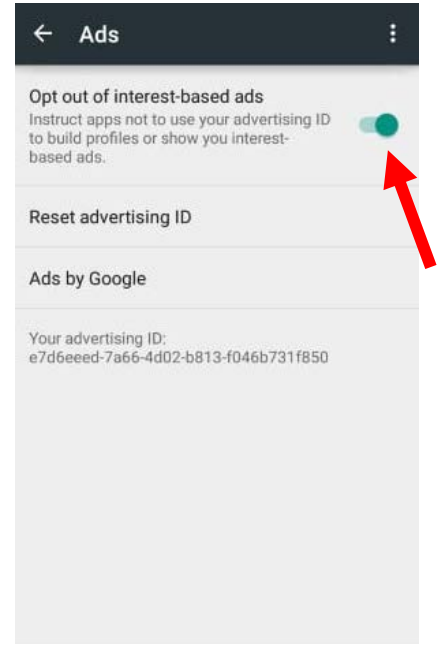 Ads
Opt out of interest-based ads
Instruct apps not to use your advertising ID
to build profiles or show you interest-
based ads.
Reset advertising ID
Ads by Google
Your advertising ID:
e7d6eeed-7a66-4d02-b813-f046b731f850